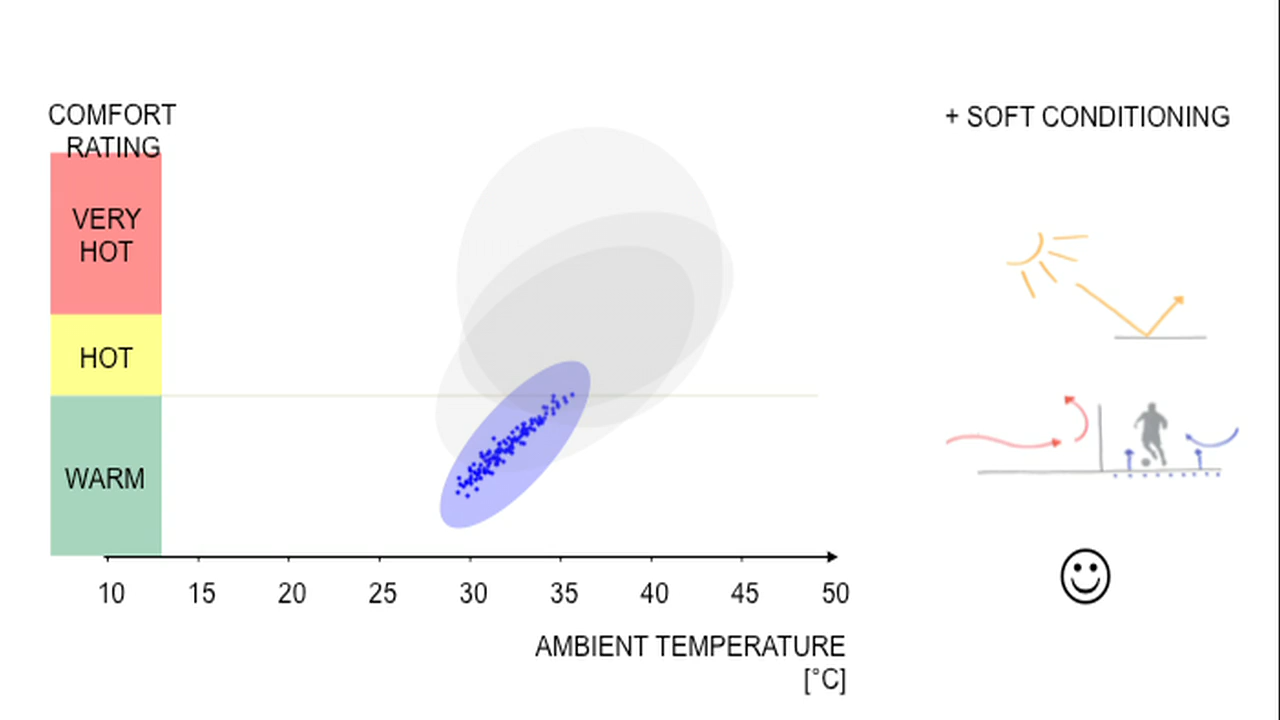 COMFORT
RATING
+ SOFT CONDITIONING
VERY
HOT
HOT
WARM
10 15 20 25 30 35 40 45 50
AMBIENT TEMPERATURE
[°C]